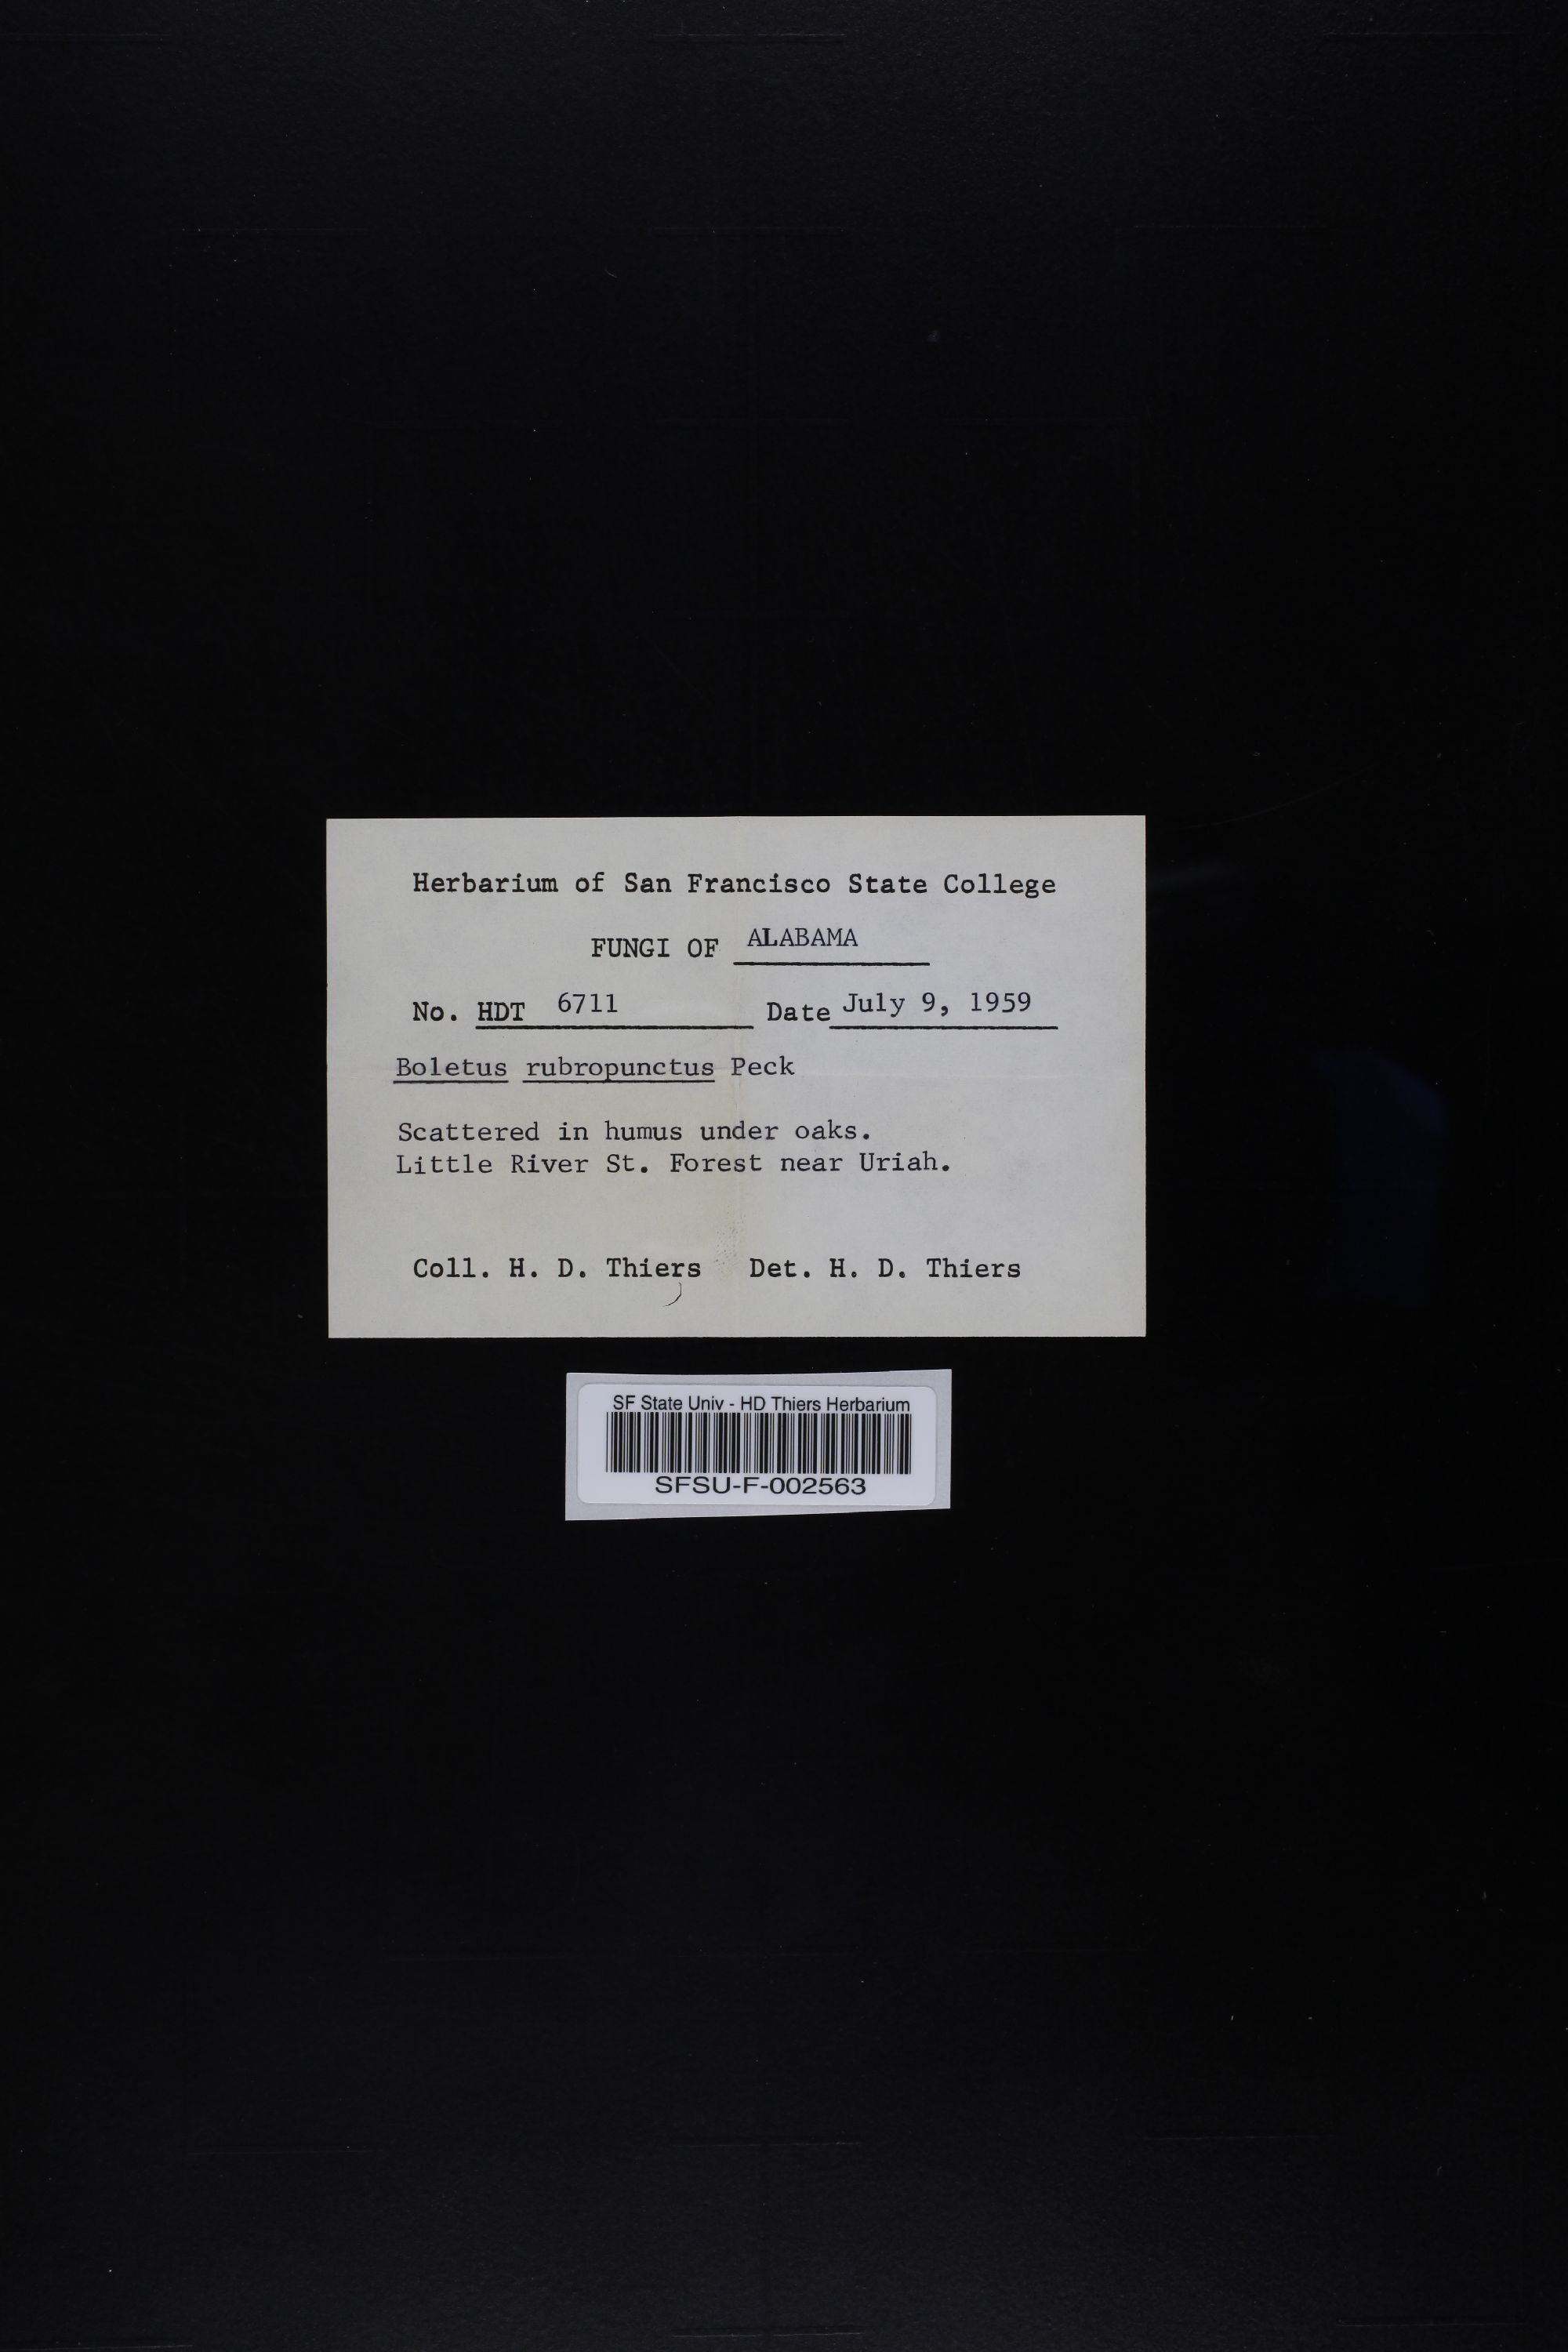 Herbarium of San Francisco State College
FUNGI OF ALABAMA
No. HDT 6711 Date July 9, 1959
Boletus rubropunctus Peck
Scattered in humus under oaks.
Little River St. Forest near Uriah.
Coll. H. D. Thiers Det. H. D. Thiers
SF State Univ - HD Thiers Herbarium
SFSU-F-002563